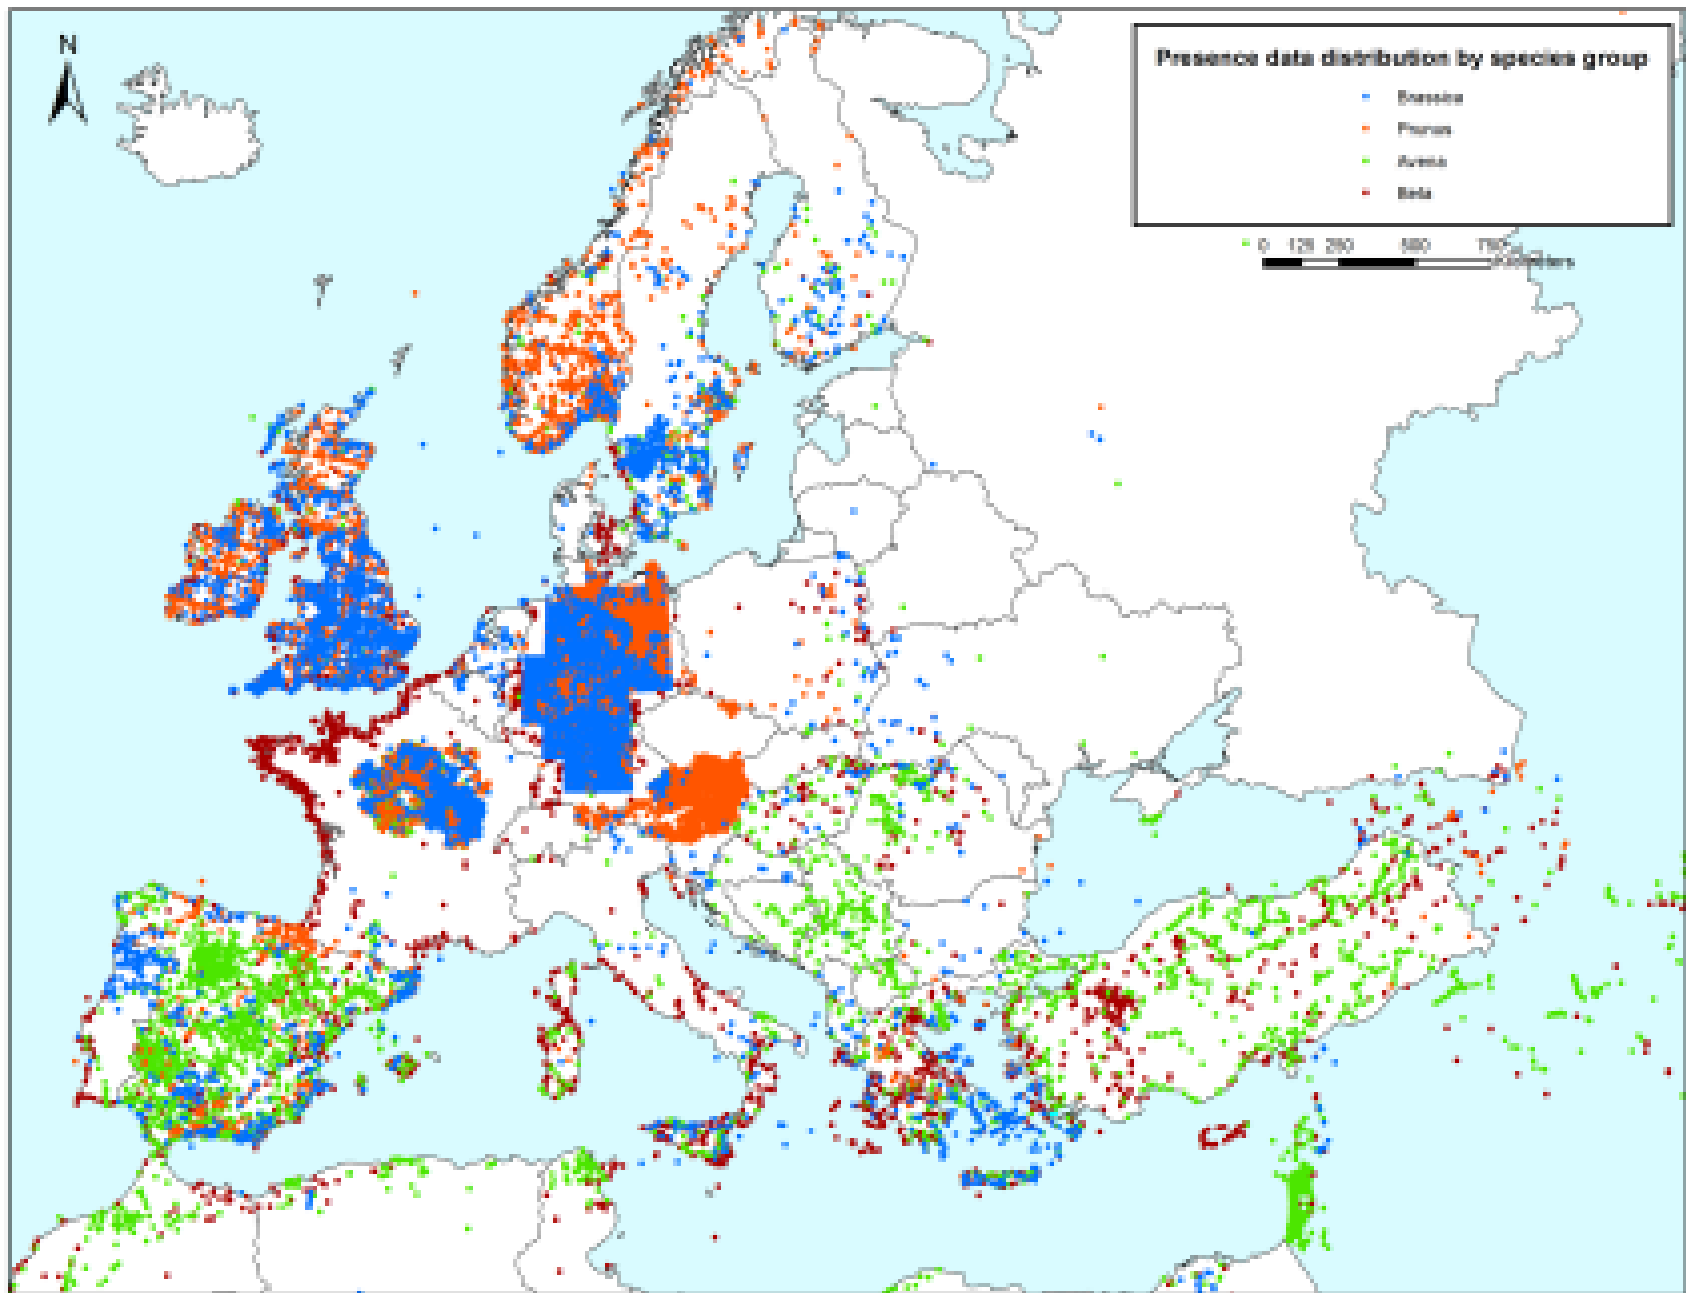 N
Presence data distribution by species group
Brassica
Prunus
Avena
Beta
0 125 250 500 750